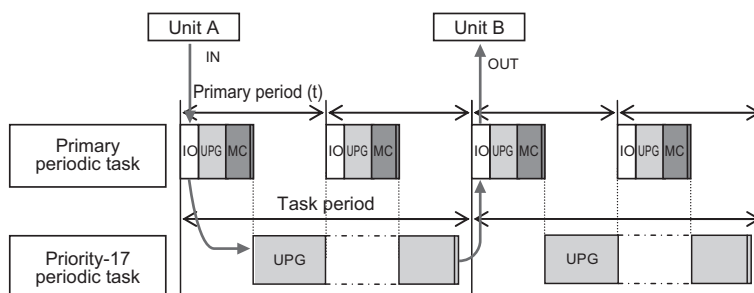 Unit A
Unit B
IN
OUT
Primary period (t)
Primary
periodic task
IO UPG MC
IO UPG MC
IO UPG MC
IO UPG MC
Task period
Priority-17
periodic task
UPG
UPG